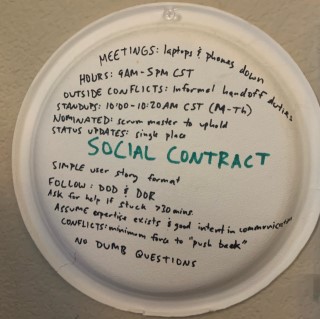 MEETINGS: laptops & phones down
HOURS: 9AM-5PM CST
OUTSIDE CONFLICTS: Informal handoff duties
STANDUPS: 10:00-10:20AM CST (M-Th)
NOMINATED: scrum master to uphold
STATUS UPDATES: single place
SOCIAL CONTRACT
SIMPLE user story format
FOLLOW: DOD & DOR
Ask for help if stuck >30 mins.
ASSUME expertise exists & good intent in communication
CONFLICTS: minimum force to "push back"
NO DUMB QUESTIONS